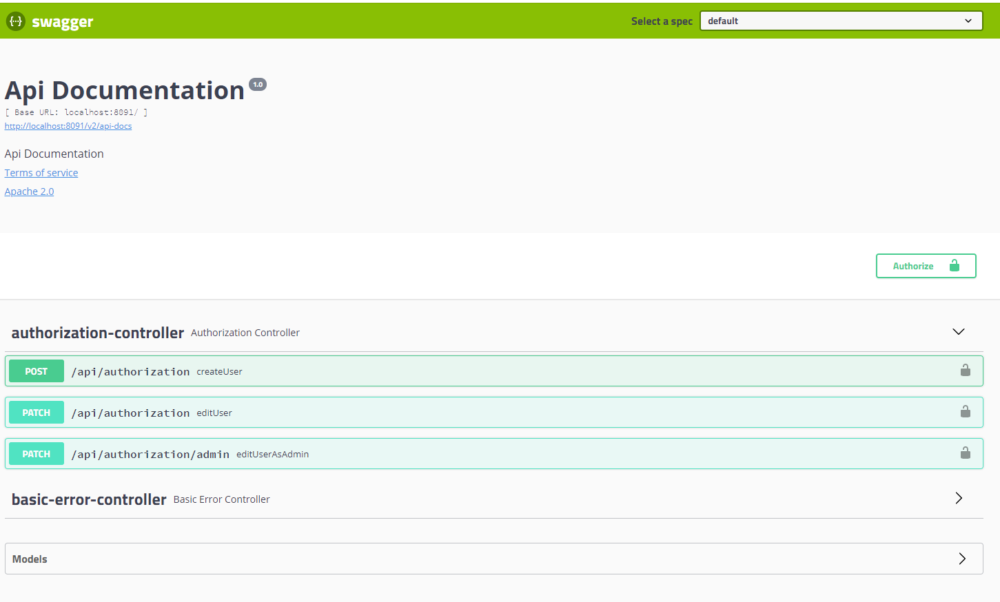 {...} swagger
Select a spec default
Api Documentation 1.0
[ Base URL: localhost:8091/ ]
http://localhost:8091/v2/api-docs
Api Documentation
Terms of service
Apache 2.0
Authorize
authorization-controller Authorization Controller
POST /api/authorization createUser
PATCH /api/authorization editUser
PATCH /api/authorization/admin editUserAsAdmin
basic-error-controller Basic Error Controller
Models